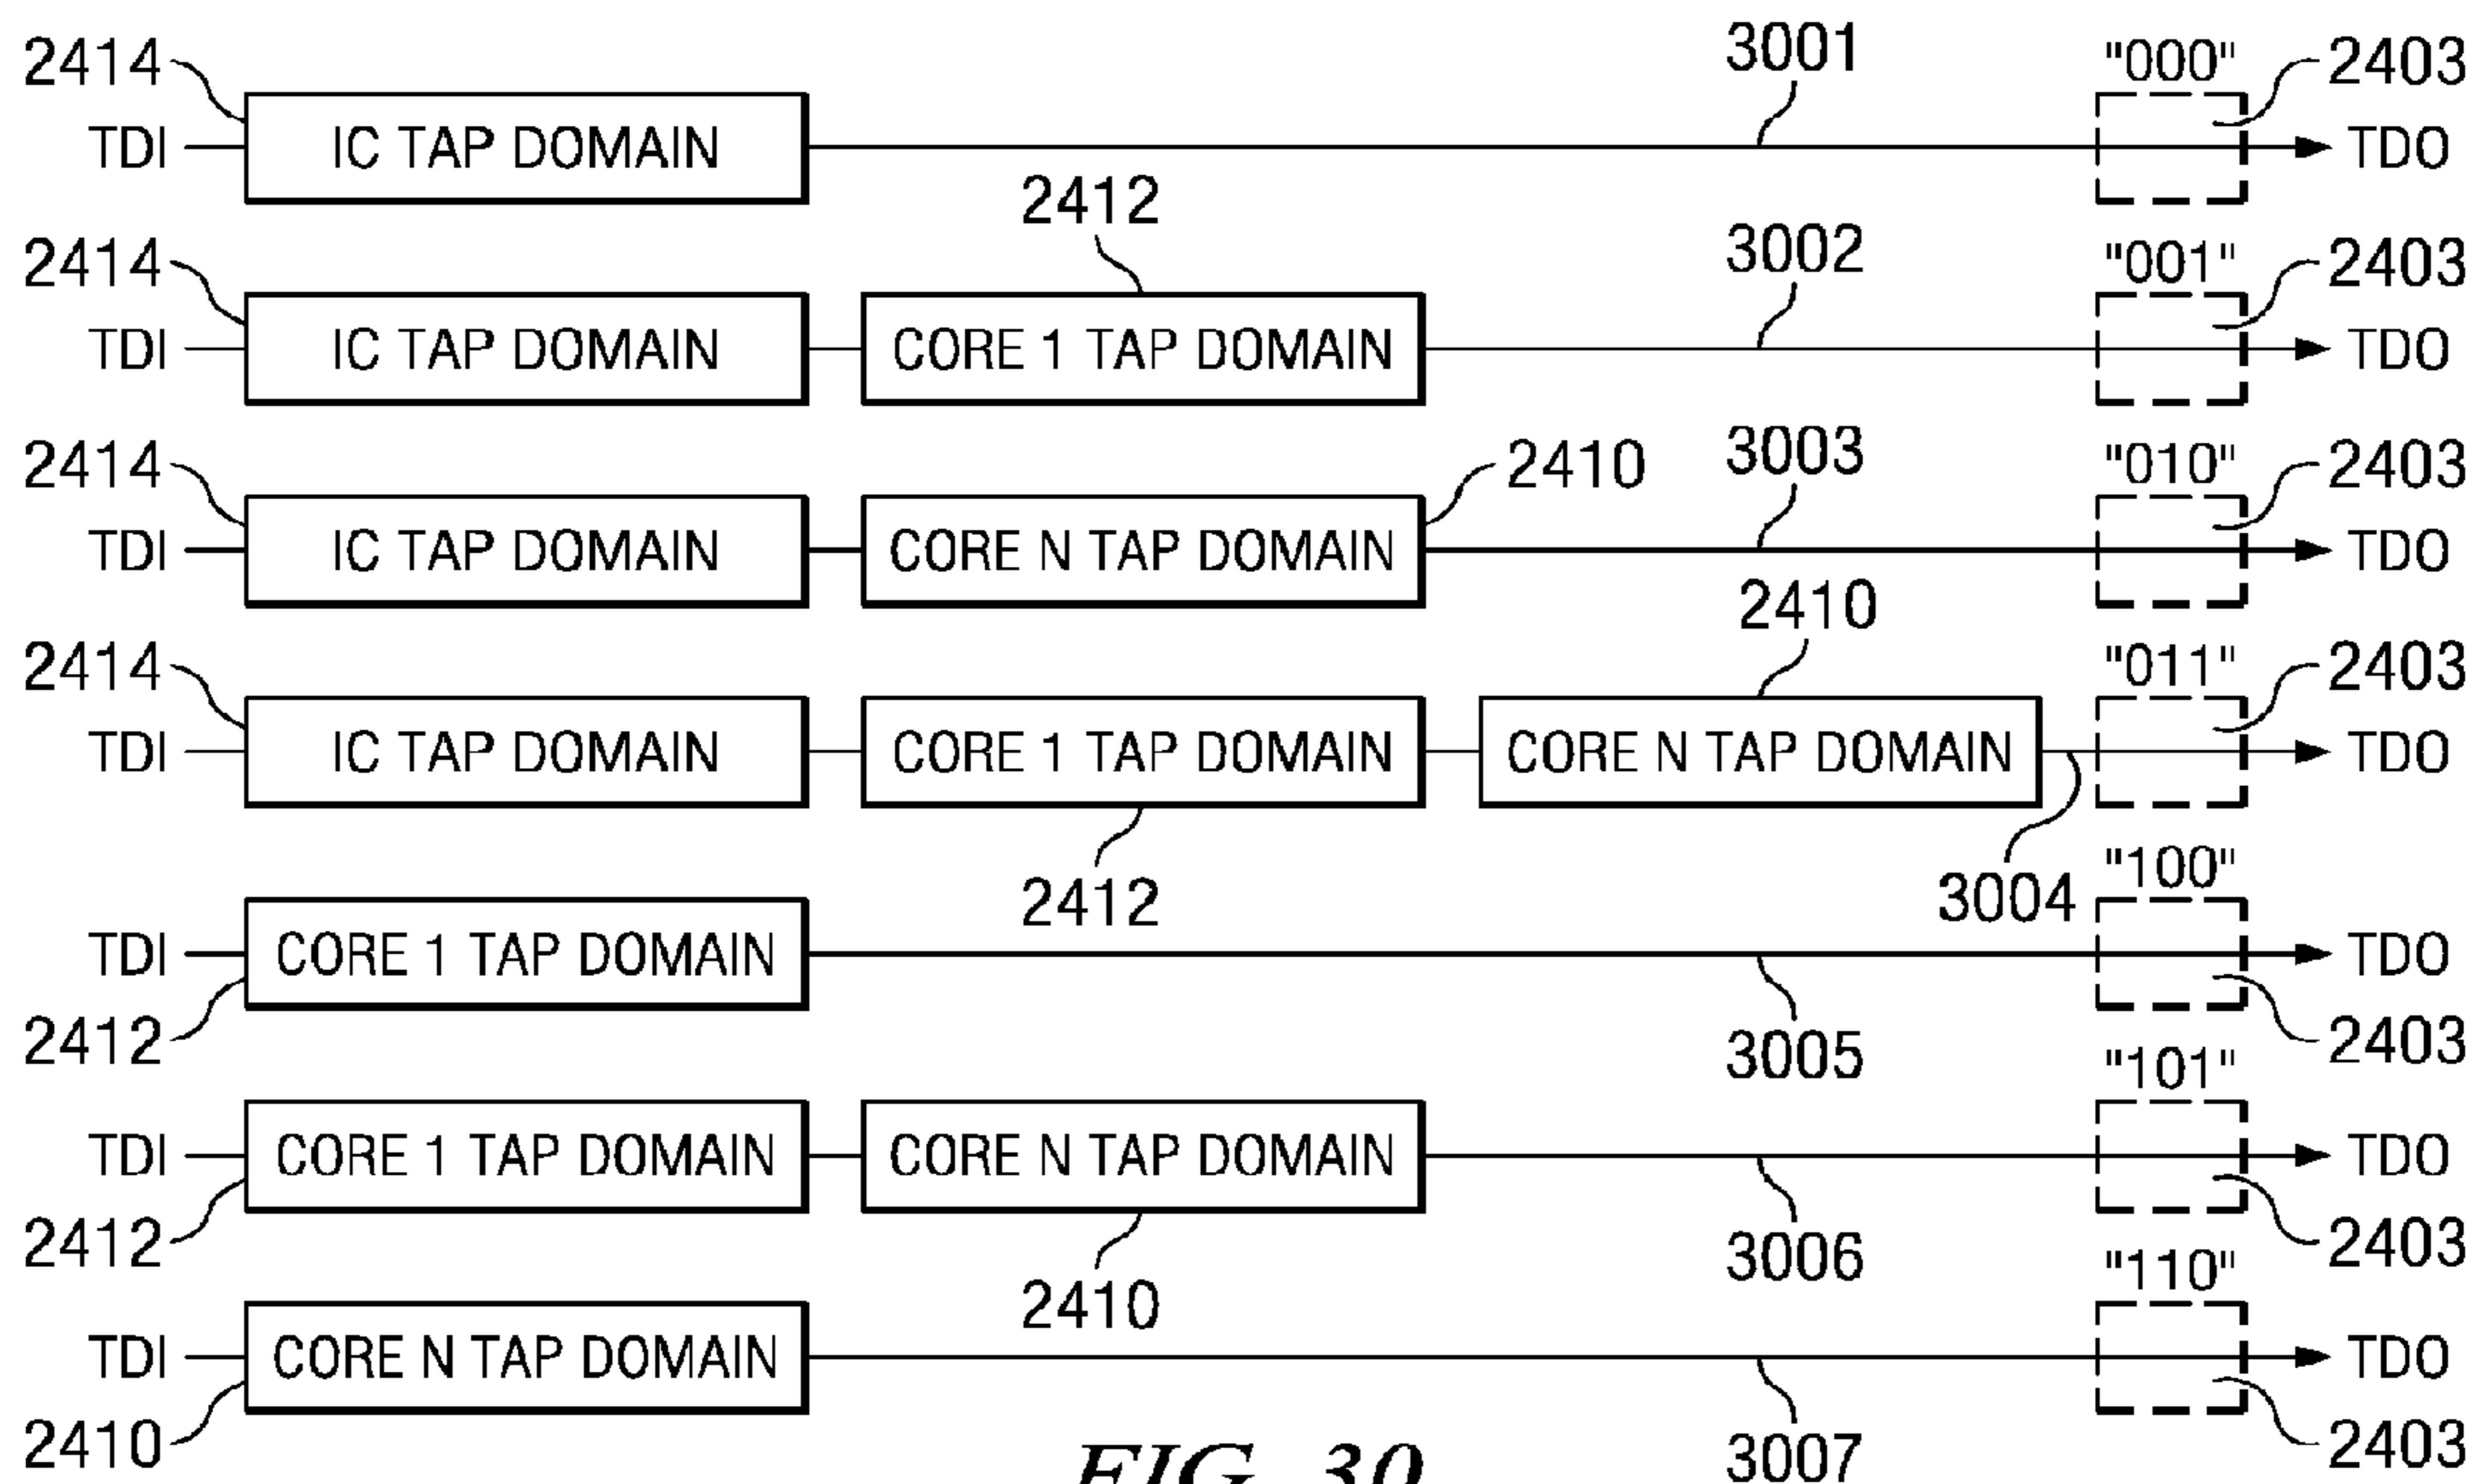 2414 3001 "000" 2403
TDI IC TAP DOMAIN TDO
2412
2414 3002 "001" 2403
TDI IC TAP DOMAIN CORE 1 TAP DOMAIN TDO
2414 2410 3003 "010" 2403
TDI IC TAP DOMAIN CORE N TAP DOMAIN TDO
2410
2414 "011" 2403
TDI IC TAP DOMAIN CORE 1 TAP DOMAIN CORE N TAP DOMAIN TDO
2412 3004 "100"
TDI CORE 1 TAP DOMAIN TDO
2412 3005 2403
"101"
TDI CORE 1 TAP DOMAIN CORE N TAP DOMAIN TDO
2412 3006 2403
2410 "110"
TDI CORE N TAP DOMAIN TDO
2410 3007 2403
FIG. 30